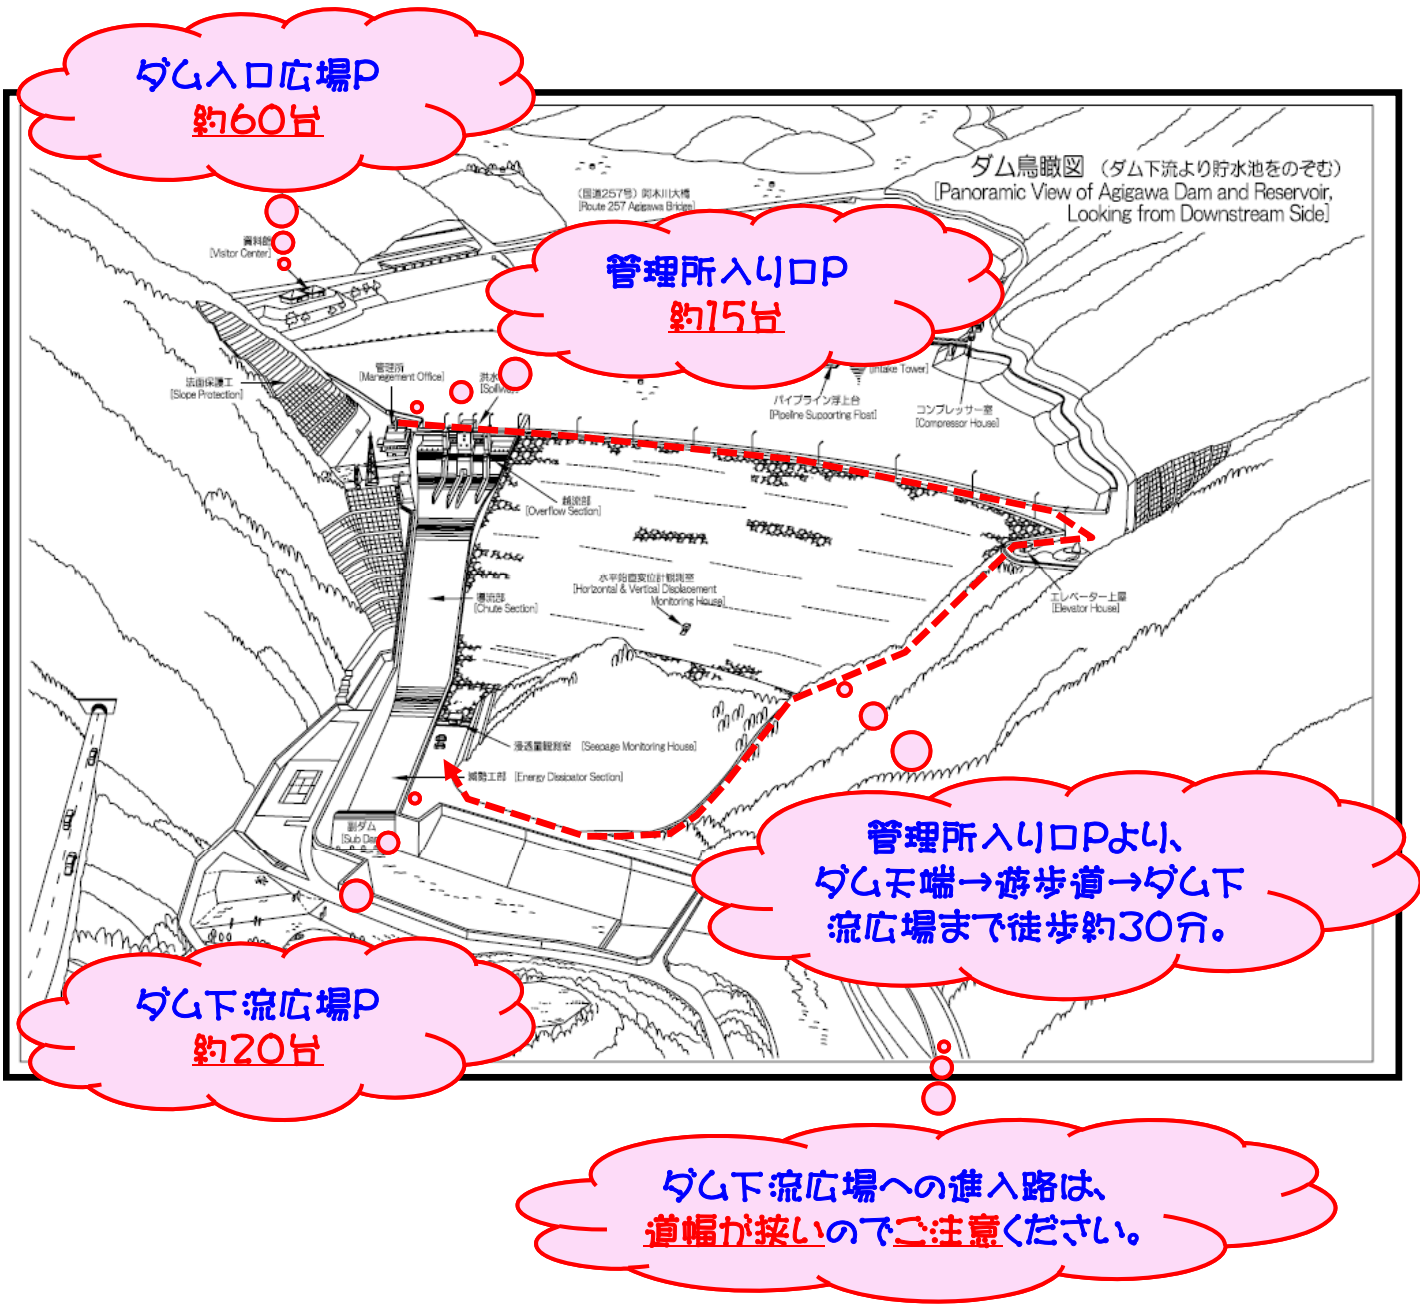 ダム入口広場P
約60台
ダム鳥瞰図 (ダム下流より貯水池をのぞむ)
[Panoramic View of Agigawa Dam and Reservoir,
Looking from Downstream Side]
(国道257号) 阿木川大橋
[Route 257 Agigawa Bridge]
資料館
[Visitor Center]
管理所入り口P
約15台
管理所
[Management Office]
洪水
[Spillway
法面保護工
[Slope Protection]
[Intake Tower]
パイプライン浮上台
[Pipeline Supporting Float]
コンプレッサー室
[Compressor House]
越流部
[Overflow Section]
水平鉛直変位計観測室
[Horizontal & Vertical Displacement
Monitoring House]
導流部
[Chute Section]
エレベーター上屋
[Elevator House]
浸透量観測室 [Seepage Monitoring House]
減勢工部 [Energy Dissipator Section]
副ダム
[Sub Dam]
管理所入り口Pより、
ダム天端→遊歩道→ダム下
流広場まで徒歩約30分。
ダム下流広場P
約20台
ダム下流広場への進入路は、
道幅が狭いのでご注意ください。